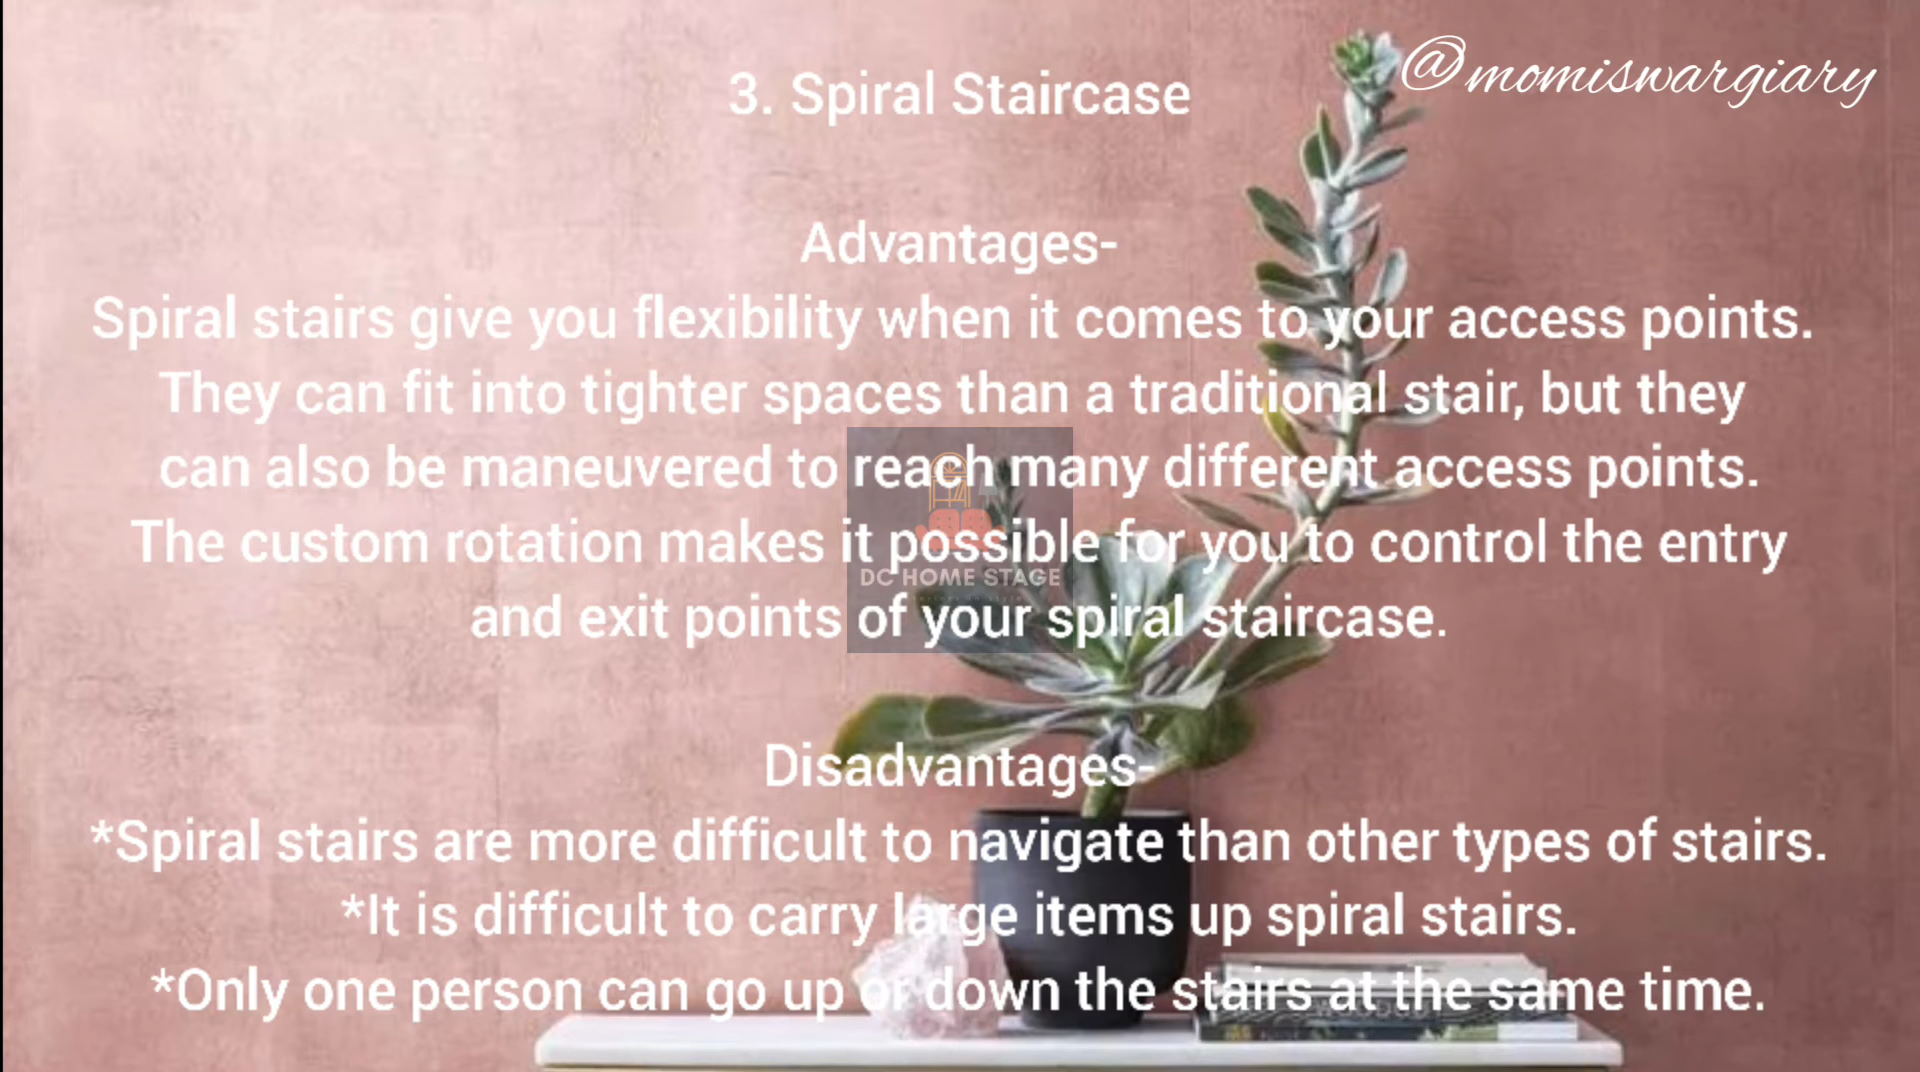 @momiswargiary
3. Spiral Staircase
Advantages-
Spiral stairs give you flexibility when it comes to your access points.
They can fit into tighter spaces than a traditional stair, but they
can also be maneuvered to reach many different access points.
The custom rotation makes it possible for you to control the entry
and exit points of your spiral staircase.
DC HOME STAGE
Disadvantages-
*Spiral stairs are more difficult to navigate than other types of stairs.
*It is difficult to carry large items up spiral stairs.
*Only one person can go up or down the stairs at the same time.